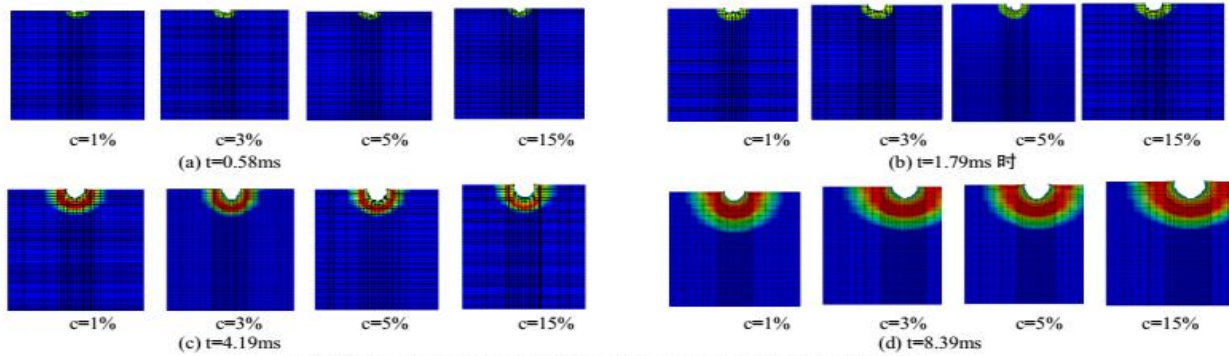 c=1% c=3% c=5% c=15%
(a) t=0.58ms
c=1% c=3% c=5% c=15%
(b) t=1.79ms 时
c=1% c=3% c=5% c=15%
(c) t=4.19ms
c=1% c=3% c=5% c=15%
(d) t=8.39ms